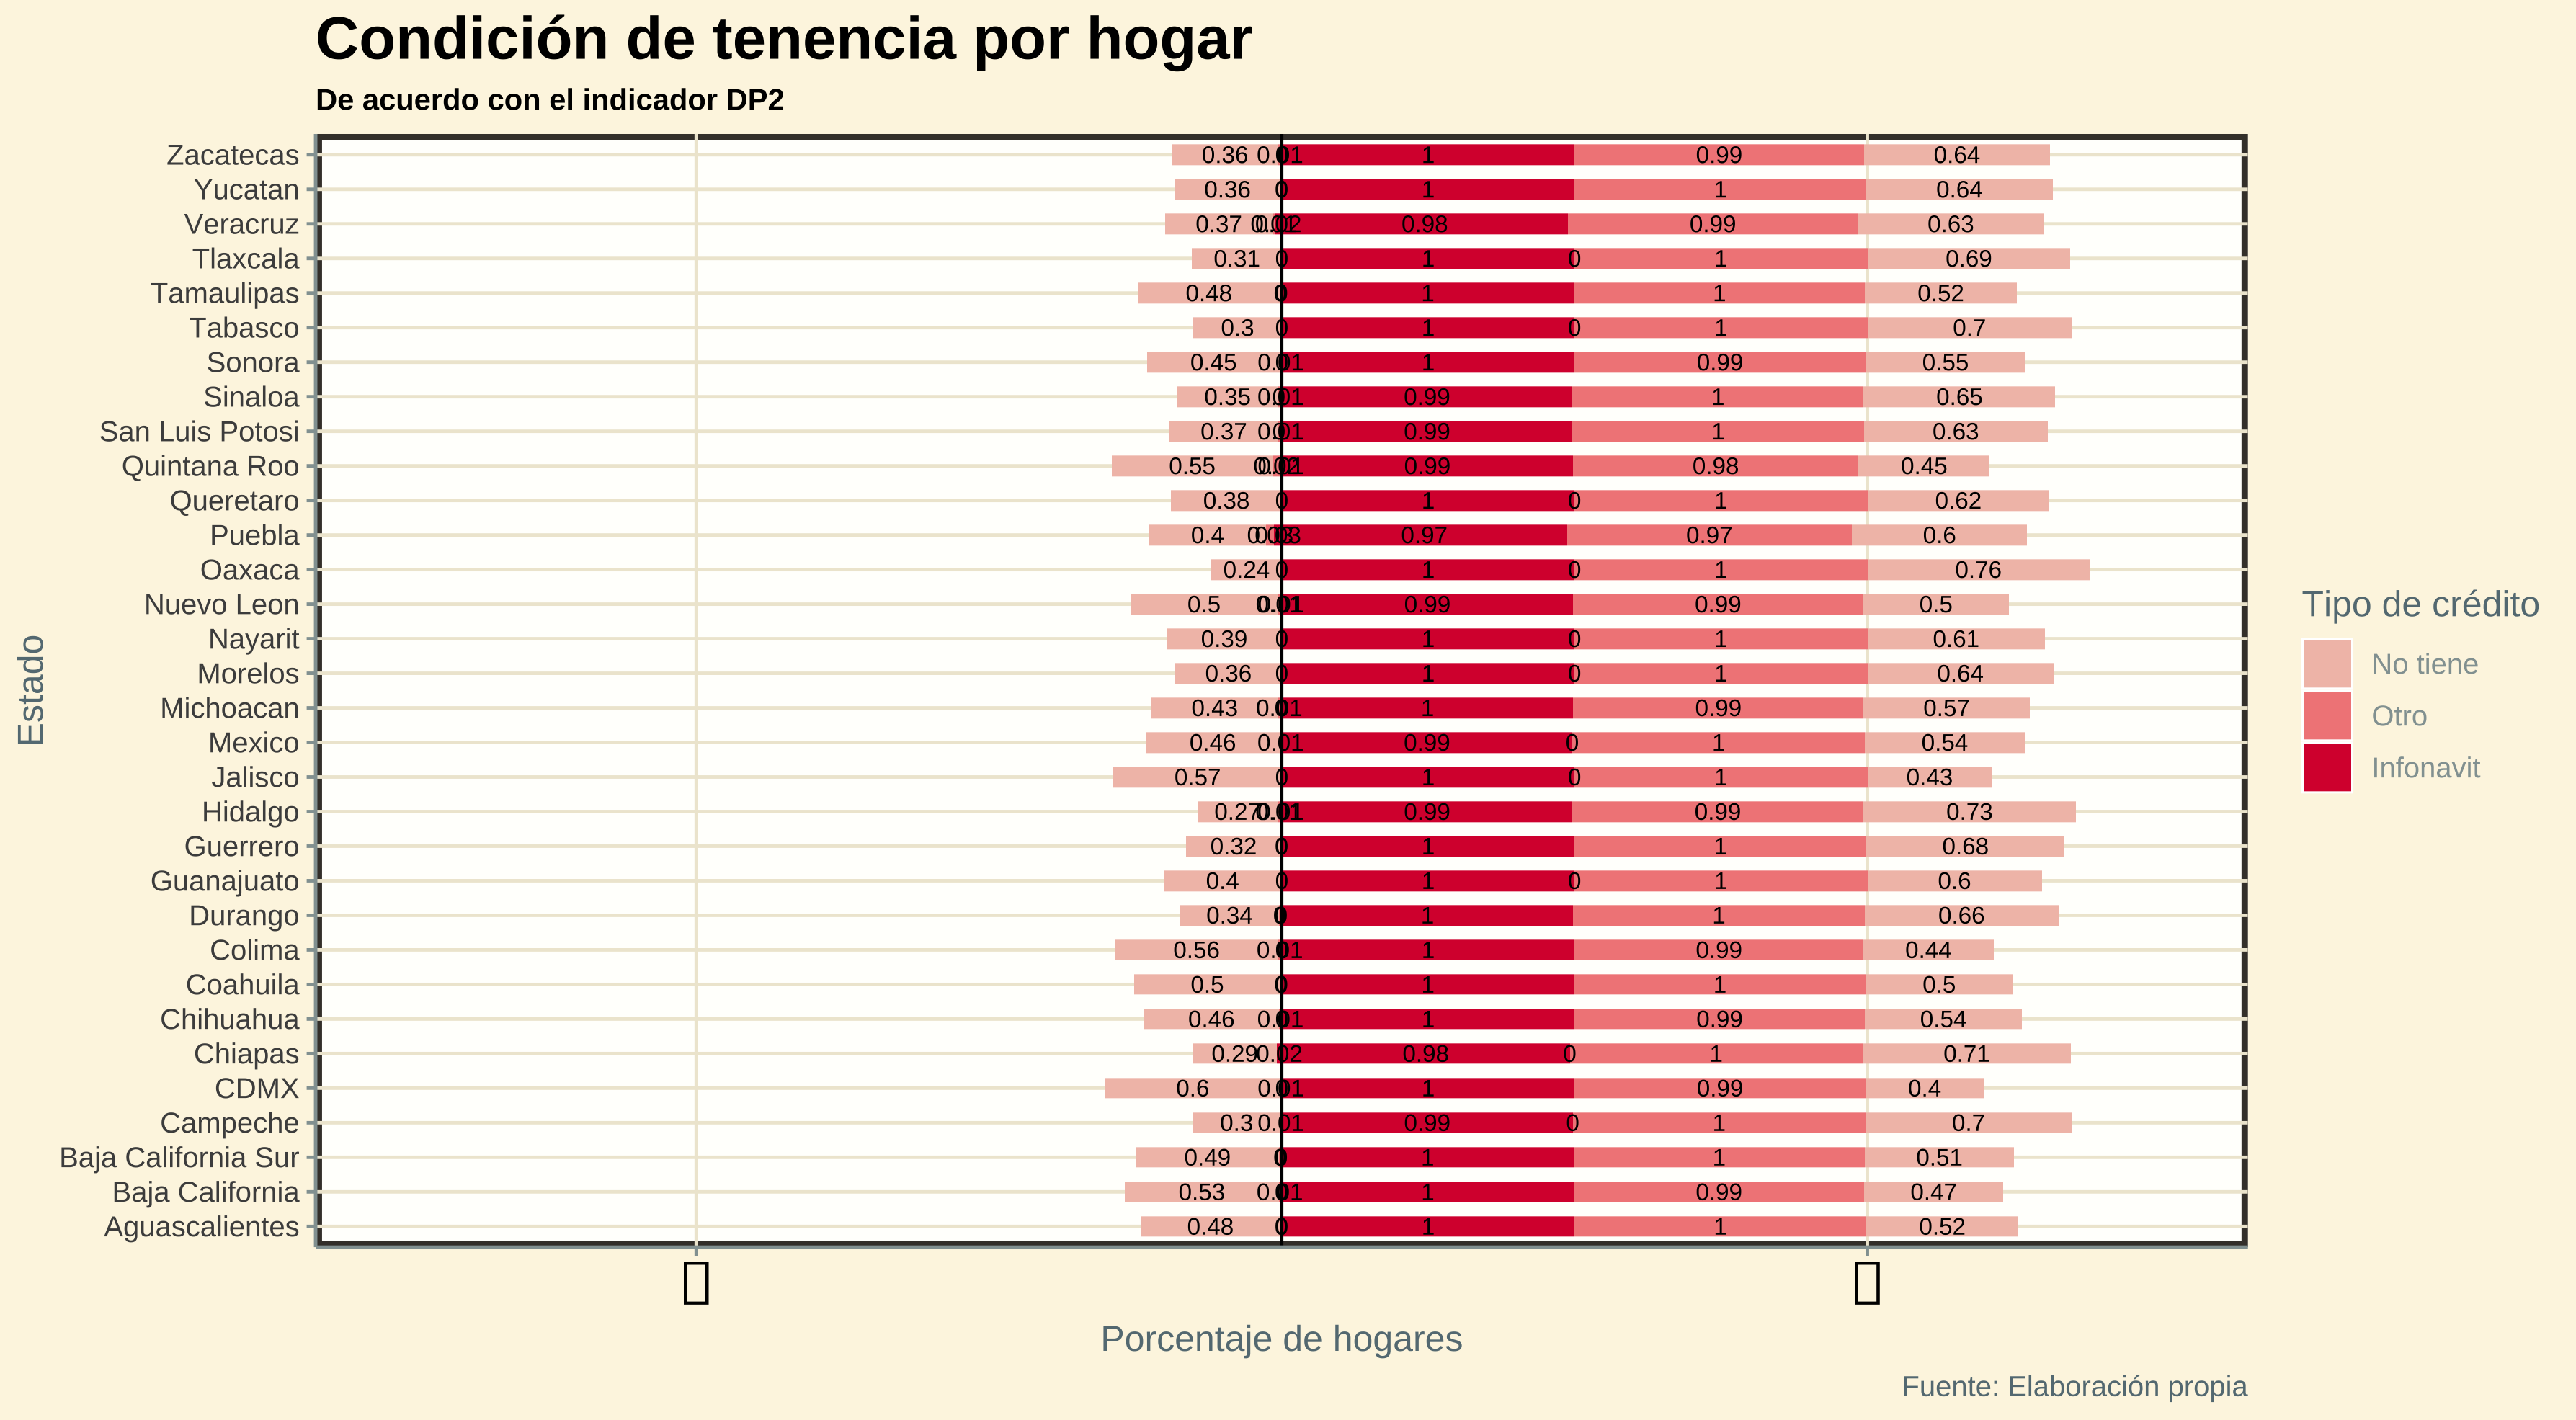 Condición de tenencia por hogar
De acuerdo con el indicador DP2
Estado
Zacatecas 0.36 1 0.99 0.64
Yucatan 0.36 0 1 1 0.64
Veracruz 0.37 0.98 0.99 0.63
Tlaxcala 0.31 0 1 0 1 0.69
Tamaulipas 0.48 0 1 1 0.52
Tabasco 0.3 0 1 0 1 0.7
Sonora 0.45 1 0.99 0.55
Sinaloa 0.35 0.99 1 0.65
San Luis Potosi 0.37 0.99 1 0.63
Quintana Roo 0.55 0.99 0.98 0.45
Queretaro 0.38 0 1 0 1 0.62
Puebla 0.4 0.97 0.97 0.6
Oaxaca 0.24 0 1 0 1 0.76
Nuevo Leon 0.5 0.01 0.99 0.99 0.5
Nayarit 0.39 0 1 0 1 0.61
Morelos 0.36 0 1 0 1 0.64
Michoacan 0.43 1 0.99 0.57
Mexico 0.46 0.01 0.99 0 1 0.54
Jalisco 0.57 0 1 0 1 0.43
Hidalgo 0.27 0.01 0.99 0.99 0.73
Guerrero 0.32 0 1 1 0.68
Guanajuato 0.4 0 1 0 1 0.6
Durango 0.34 0 1 1 0.66
Colima 0.56 1 0.99 0.44
Coahuila 0.5 0 1 1 0.5
Chihuahua 0.46 1 0.99 0.54
Chiapas 0.29 0.02 0.98 0 1 0.71
CDMX 0.6 1 0.99 0.4
Campeche 0.3 0.01 0.99 0 1 0.7
Baja California Sur 0.49 0 1 1 0.51
Baja California 0.53 1 0.99 0.47
Aguascalientes 0.48 0 1 1 0.52
Porcentaje de hogares
Tipo de crédito
No tiene
Otro
Infonavit
Fuente: Elaboración propia